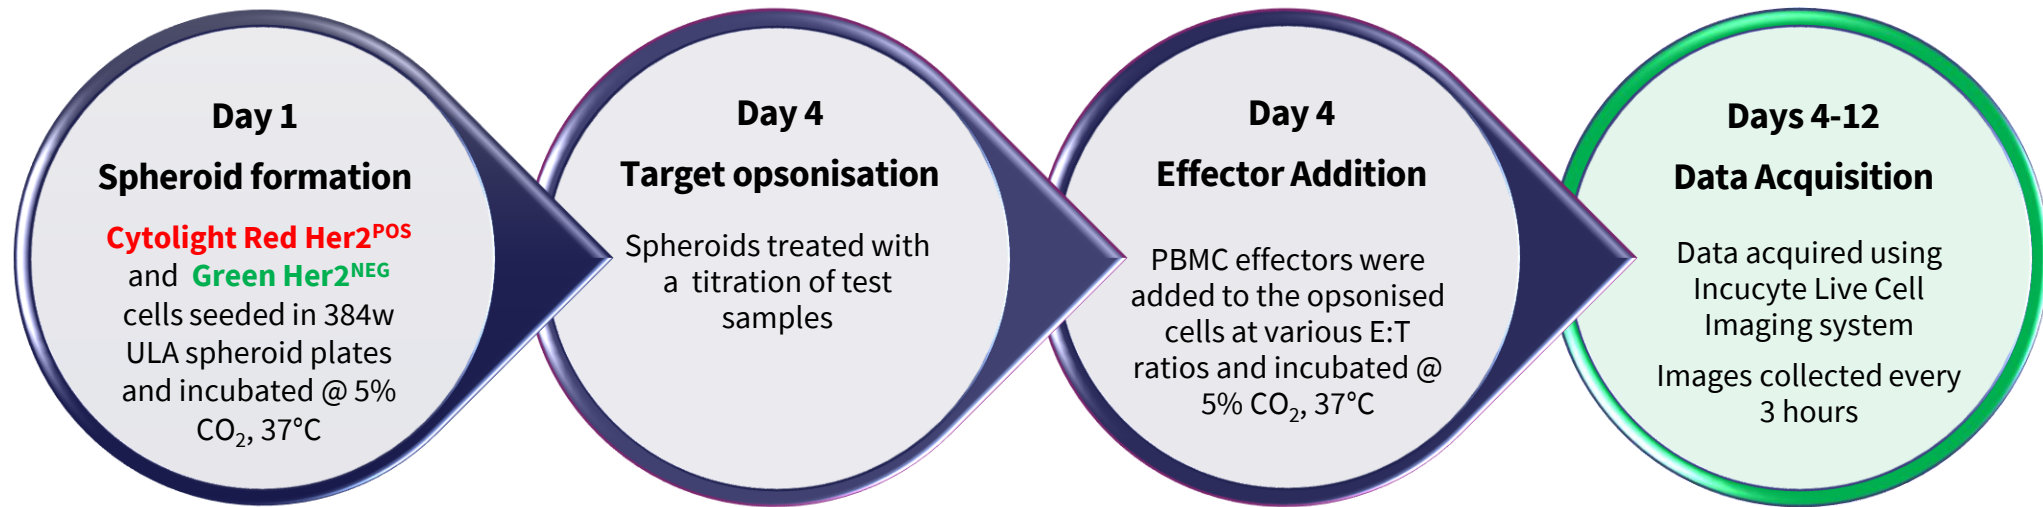 Day 1
Spheroid formation
Cytolight Red Her2ᴾᴼˢ
and Green Her2ᴺᴱᴳ
cells seeded in 384w
ULA spheroid plates
and incubated @ 5%
CO₂, 37°C
Day 4
Target opsonisation
Spheroids treated with
a titration of test
samples
Day 4
Effector Addition
PBMC effectors were
added to the opsonised
cells at various E:T
ratios and incubated @
5% CO₂, 37°C
Days 4-12
Data Acquisition
Data acquired using
Incucyte Live Cell
Imaging system
Images collected every
3 hours